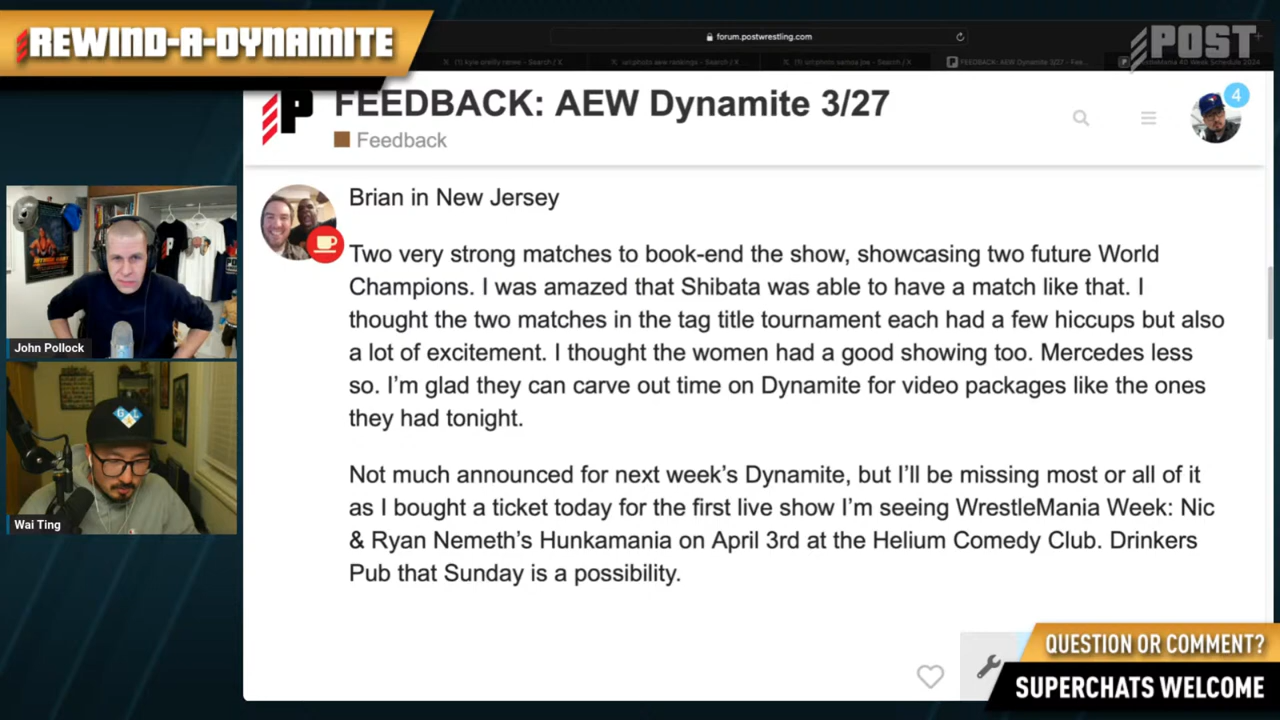 REWIND-A-DYNAMITE
forum.postwrestling.com
POST
FEEDBACK: AEW Dynamite 3/27
Feedback
4
Brian in New Jersey
Two very strong matches to book-end the show, showcasing two future World
Champions. I was amazed that Shibata was able to have a match like that. I
thought the two matches in the tag title tournament each had a few hiccups but also
a lot of excitement. I thought the women had a good showing too. Mercedes less
so. I’m glad they can carve out time on Dynamite for video packages like the ones
they had tonight.
Not much announced for next week’s Dynamite, but I’ll be missing most or all of it
as I bought a ticket today for the first live show I’m seeing WrestleMania Week: Nic
& Ryan Nemeth’s Hunkamania on April 3rd at the Helium Comedy Club. Drinkers
Pub that Sunday is a possibility.
John Pollock
Wai Ting
QUESTION OR COMMENT?
SUPERCHATS WELCOME